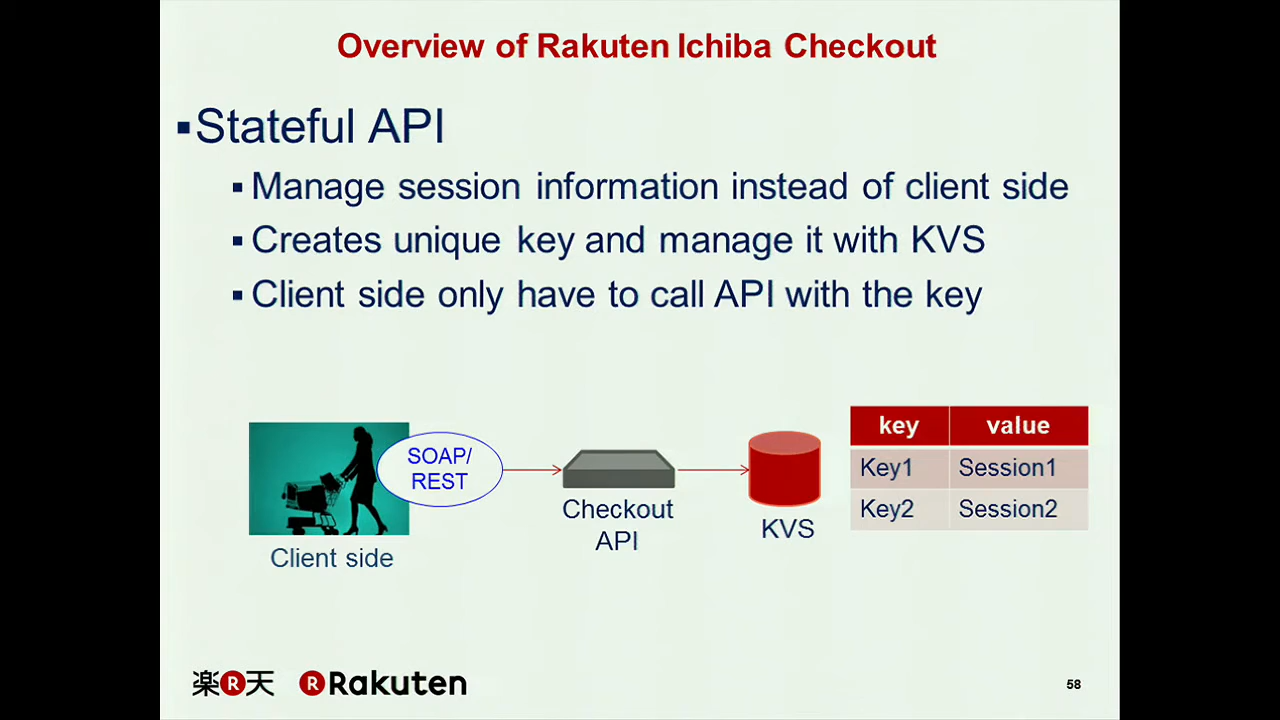 Overview of Rakuten Ichiba Checkout
▪Stateful API
▪Manage session information instead of client side
▪Creates unique key and manage it with KVS
▪Client side only have to call API with the key
SOAP/
REST
Client side
Checkout
API
KVS
key value
Key1 Session1
Key2 Session2
楽R天 R Rakuten
58